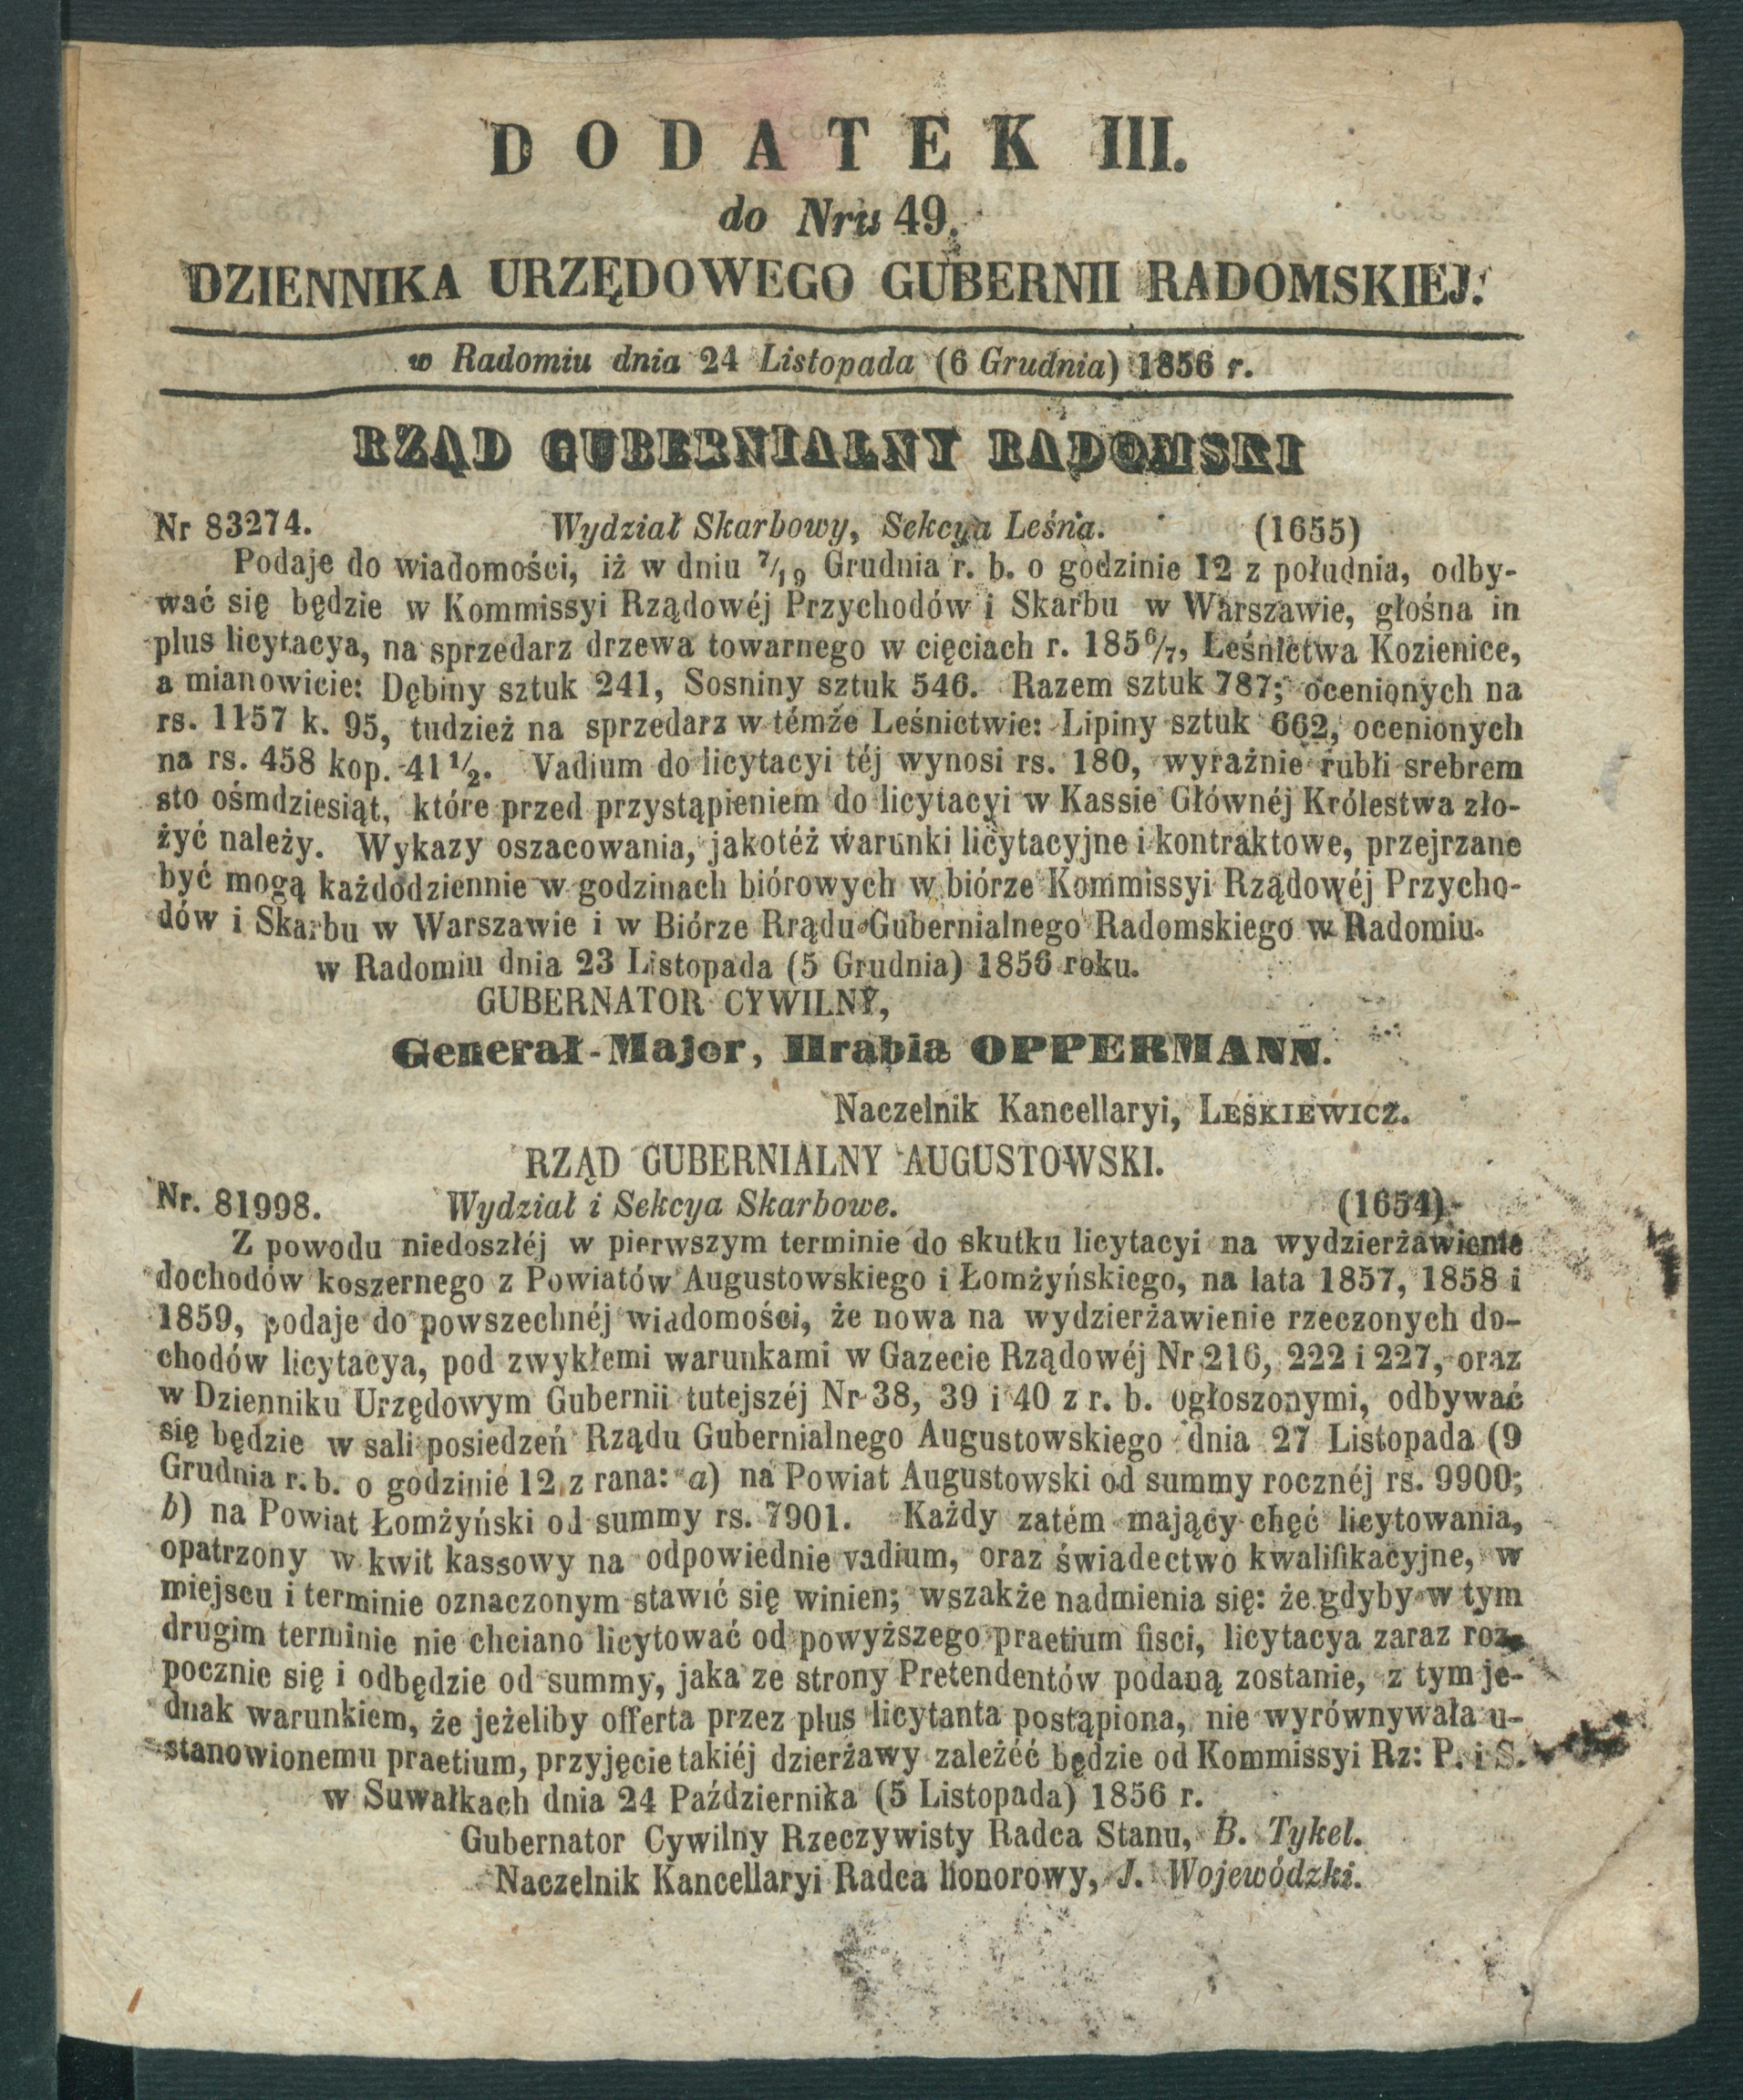 DODATEK III.
do Nru 49.
DZIENNIKA URZĘDOWEGO GUBERNII RADOMSKIEJ.
w Radomiu dnia 24 Listopada (6 Grudnia) 1856 r.
RZĄD GUBERNIALNY RADOMSKI
Nr 83274. Wydział Skarbowy, Sekcya Leśna. (1655)
Podaje do wiadomości, iż w dniu 7/19 Grudnia r. b. o godzinie 12 z południa, odby-
wać się będzie w Kommissyi Rządowéj Przychodów i Skarbu w Warszawie, głośna in
plus licytacya, na sprzedarz drzewa towarnego w cięciach r. 1856/7, Leśnictwa Kozienice,
a mianowicie: Dębiny sztuk 241, Sosniny sztuk 546. Razem sztuk 787; ocenionych na
rs. 1157 k. 95, tudzież na sprzedarz w témże Leśnictwie: Lipiny sztuk 662, ocenionych
na rs. 458 kop. 41 1/2. Vadium do licytacyi téj wynosi rs. 180, wyraźnie rubli srebrem
sto ośmdziesiąt, które przed przystąpieniem do licytacyi w Kassie Głównéj Królestwa zło-
żyć należy. Wykazy oszacowania, jakotéż warunki licytacyjne i kontraktowe, przejrzane
być mogą każdodziennie w godzinach biórowych w biórze Kommissyi Rządowéj Przycho-
dów i Skarbu w Warszawie i w Biórze Rrądu Gubernialnego Radomskiego w Radomiu.
w Radomiu dnia 23 Listopada (5 Grudnia) 1856 roku.
GUBERNATOR CYWILNY,
Generał-Major, Hrabia OPPERMANN.
Naczelnik Kancellaryi, LEŚKIEWICZ.
RZĄD GUBERNIALNY AUGUSTOWSKI.
Nr. 81998. Wydział i Sekcya Skarbowe. (1654)
Z powodu niedoszłéj w pierwszym terminie do skutku licytacyi na wydzierżawienie
dochodów koszernego z Powiatów Augustowskiego i Łomżyńskiego, na lata 1857, 1858 i
1859, podaje do powszechnéj wiadomości, że nowa na wydzierżawienie rzeczonych do-
chodów licytacya, pod zwykłemi warunkami w Gazecie Rządowéj Nr 216, 222 i 227, oraz
w Dzienniku Urzędowym Gubernii tutejszéj Nr 38, 39 i 40 z r. b. ogłoszonymi, odbywać
się będzie w sali posiedzeń Rządu Gubernialnego Augustowskiego dnia 27 Listopada (9
Grudnia r. b. o godzinie 12 z rana: a) na Powiat Augustowski od summy rocznéj rs. 9900;
b) na Powiat Łomżyński od summy rs. 7901. Każdy zatém mający chęć licytowania,
opatrzony w kwit kassowy na odpowiednie vadium, oraz świadectwo kwalifikacyjne, w
miejscu i terminie oznaczonym stawić się winien; wszakże nadmienia się: że gdyby w tym
drugim terminie nie chciano licytować od powyższego praetium fisci, licytacya zaraz roz-
pocznie się i odbędzie od summy, jaka ze strony Pretendentów podaną zostanie, z tym je-
dnak warunkiem, że jeżeliby offerta przez plus licytanta postąpiona, nie wyrównywała u-
stanowionemu praetium, przyjęcie takiéj dzierżawy zależéć będzie od Kommissyi Rz: P. i S.
w Suwałkach dnia 24 Października (5 Listopada) 1856 r.
Gubernator Cywilny Rzeczywisty Radca Stanu, B. Tykel.
Naczelnik Kancellaryi Radca honorowy, J. Wojewódzki.